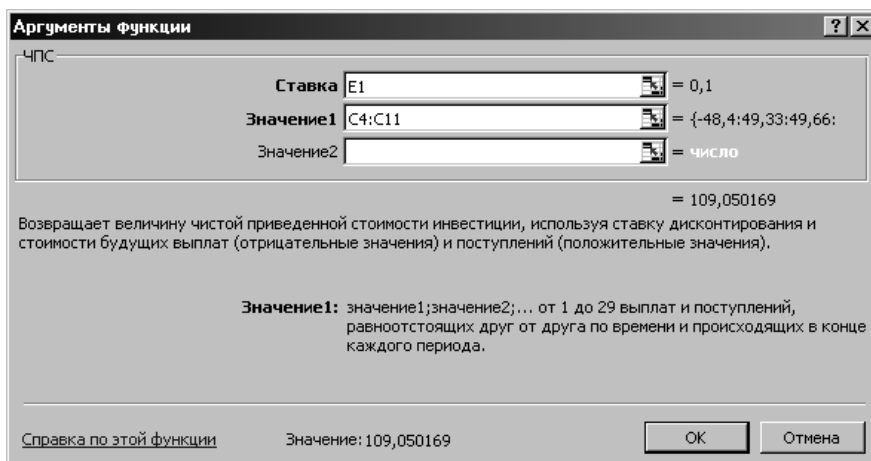 Аргументы функции
ЧПС
Ставка E1 = 0,1
Значение1 C4:C11 = {-48,4:49,33:49,66:
Значение2 = число
= 109,050169
Возвращает величину чистой приведенной стоимости инвестиции, используя ставку дисконтирования и
стоимости будущих выплат (отрицательные значения) и поступлений (положительные значения).
Значение1: значение1;значение2;... от 1 до 29 выплат и поступлений,
равноотстоящих друг от друга по времени и происходящих в конце
каждого периода.
Справка по этой функции Значение: 109,050169 OK Отмена